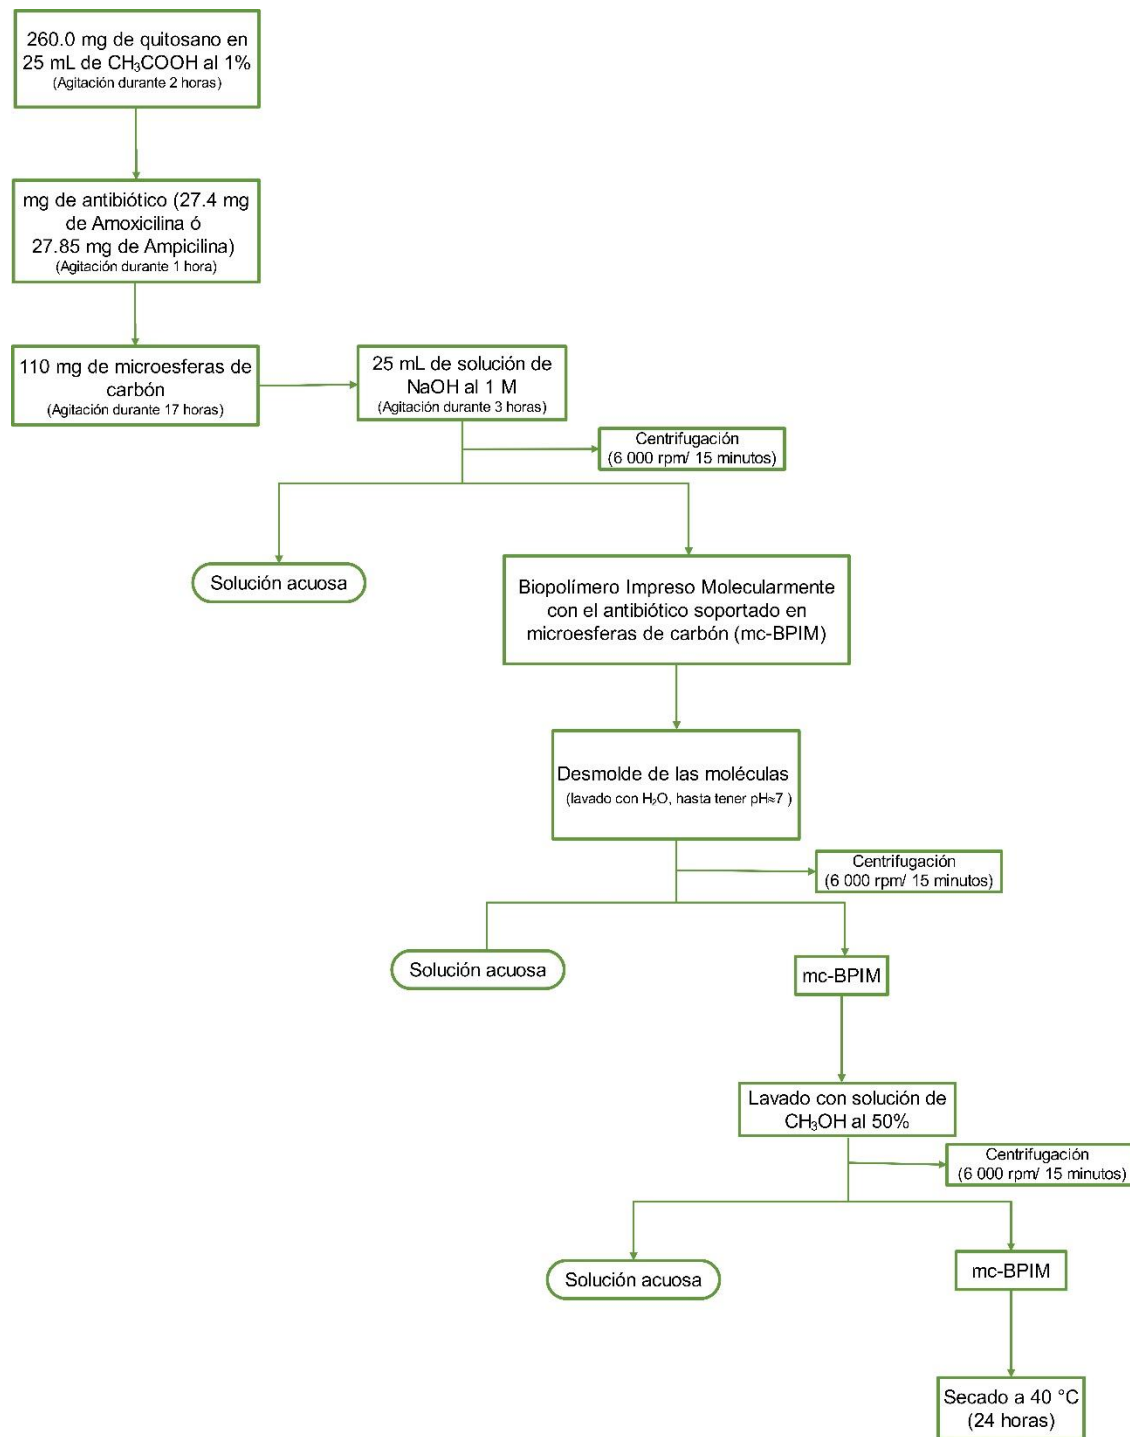 260.0 mg de quitosano en
25 mL de CH₃COOH al 1%
(Agitación durante 2 horas)
mg de antibiótico (27.4 mg
de Amoxicilina ó
27.85 mg de Ampicilina)
(Agitación durante 1 hora)
110 mg de microesferas de
carbón
(Agitación durante 17 horas)
25 mL de solución de
NaOH al 1 M
(Agitación durante 3 horas)
Centrifugación
(6 000 rpm/ 15 minutos)
Solución acuosa
Biopolímero Impreso Molecularmente
con el antibiótico soportado en
microesferas de carbón (mc-BPIM)
Desmolde de las moléculas
(lavado con H₂O, hasta tener pH≈7 )
Centrifugación
(6 000 rpm/ 15 minutos)
Solución acuosa
mc-BPIM
Lavado con solución de
CH₃OH al 50%
Centrifugación
(6 000 rpm/ 15 minutos)
Solución acuosa
mc-BPIM
Secado a 40 °C
(24 horas)